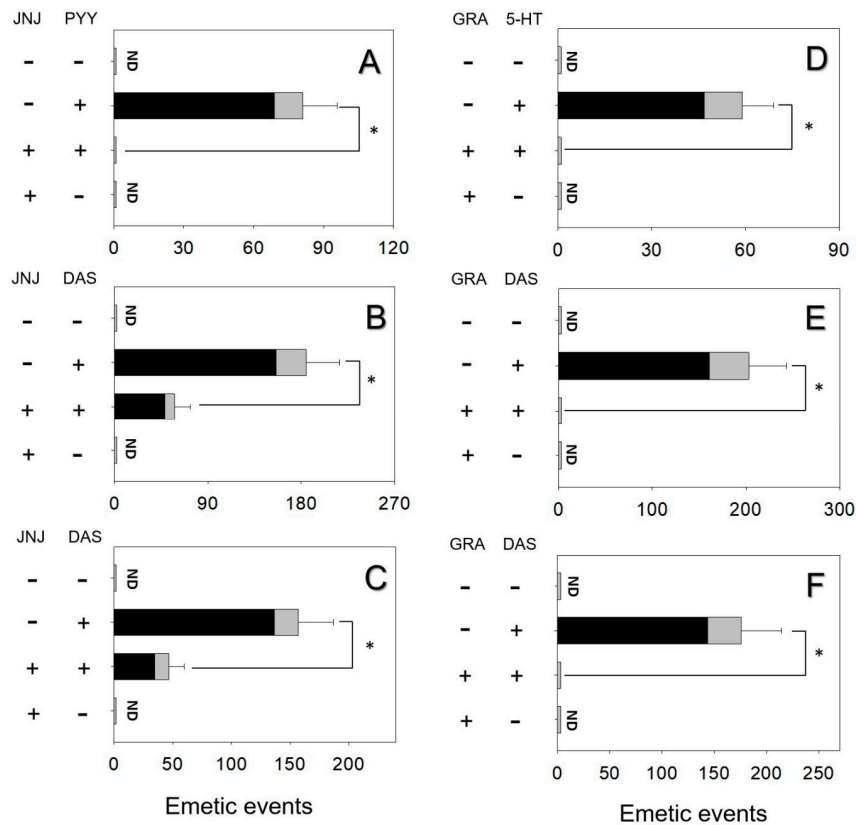 JNJ PYY
- - ND
A
- +
*
+ +
+ - ND
0 30 60 90 120
JNJ DAS
- - ND
B
- +
*
+ +
+ - ND
0 90 180 270
JNJ DAS
- - ND
C
- +
*
+ +
+ - ND
0 50 100 150 200
Emetic events
GRA 5-HT
- - ND
D
- +
*
+ +
+ - ND
0 30 60 90
GRA DAS
- - ND
E
- +
*
+ +
+ - ND
0 100 200 300
GRA DAS
- - ND
F
- +
*
+ +
+ - ND
0 50 100 150 200 250
Emetic events